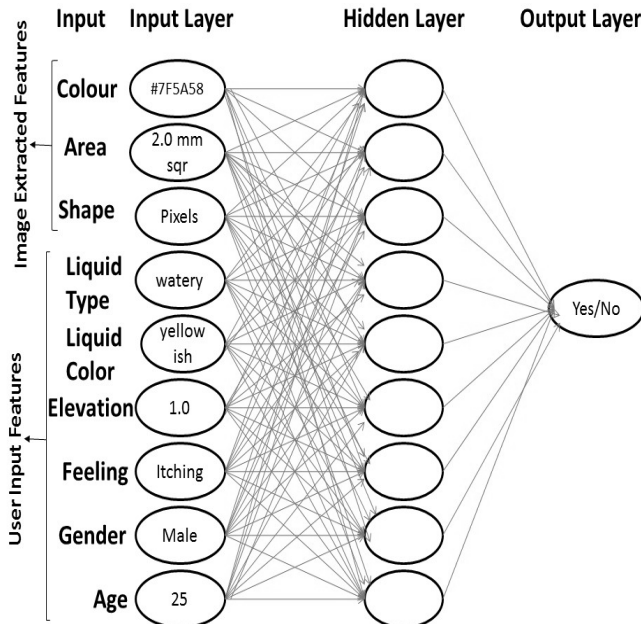 Input Input Layer Hidden Layer Output Layer
Image Extracted Features
Colour #7F5A58
Area 2.0 mm
sqr
Shape Pixels
User Input Features
Liquid
Type
watery
Liquid
Color
yellow
ish
Elevation 1.0
Feeling Itching
Gender Male
Age 25
Yes/No